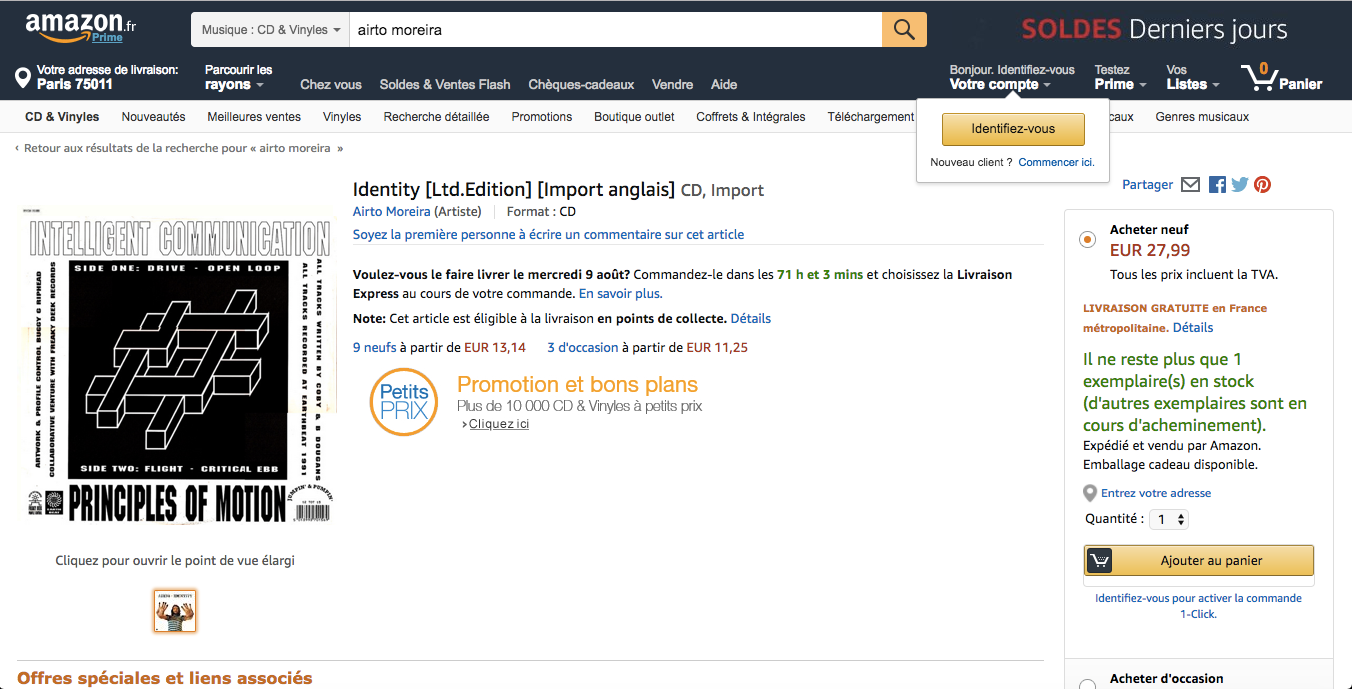 amazon.fr
Prime
Musique : CD & Vinyles
airto moreira
SOLDES Derniers jours
Votre adresse de livraison:
Paris 75011
Parcourir les
rayons
Chez vous
Soldes & Ventes Flash
Chèques-cadeaux
Vendre
Aide
Bonjour. Identifiez-vous
Votre compte
Testez
Prime
Vos
Listes
0
Panier
CD & Vinyles
Nouveautés
Meilleures ventes
Vinyles
Recherche détaillée
Promotions
Boutique outlet
Coffrets & Intégrales
Téléchargement
caux
Genres musicaux
Identifiez-vous
Nouveau client ? Commencer ici.
‹ Retour aux résultats de la recherche pour « airto moreira »
Partager
INTELLIGENT COMMUNICATION
SIDE ONE: DRIVE - OPEN LOOP
ARTWORK & PROFILE CONTROL BUGGY G RIPHEAD
COLLABORATIVE VENTURE WITH FREAKY DEEK RECORDS
ALL TRACKS WRITTEN BY COBY & B DOUGANS
ALL TRACKS RECORDED AT EARTHBEAT 1991
SIDE TWO: FLIGHT - CRITICAL EBB
PRINCIPLES OF MOTION
JUMPIN' & PUMPIN'
Cliquez pour ouvrir le point de vue élargi
AIRTO - IDENTITY
Identity [Ltd.Edition] [Import anglais] CD, Import
Airto Moreira (Artiste)
Format : CD
Soyez la première personne à écrire un commentaire sur cet article
Voulez-vous le faire livrer le mercredi 9 août? Commandez-le dans les 71 h et 3 mins et choisissez la Livraison
Express au cours de votre commande. En savoir plus.
Note: Cet article est éligible à la livraison en points de collecte. Détails
9 neufs à partir de EUR 13,14
3 d'occasion à partir de EUR 11,25
Petits
PRIX
Promotion et bons plans
Plus de 10 000 CD & Vinyles à petits prix
› Cliquez ici
Acheter neuf
EUR 27,99
Tous les prix incluent la TVA.
LIVRAISON GRATUITE en France
métropolitaine. Détails
Il ne reste plus que 1
exemplaire(s) en stock
(d'autres exemplaires sont en
cours d'acheminement).
Expédié et vendu par Amazon.
Emballage cadeau disponible.
Entrez votre adresse
Quantité : 1
Ajouter au panier
Identifiez-vous pour activer la commande
1-Click.
Acheter d'occasion
Offres spéciales et liens associés